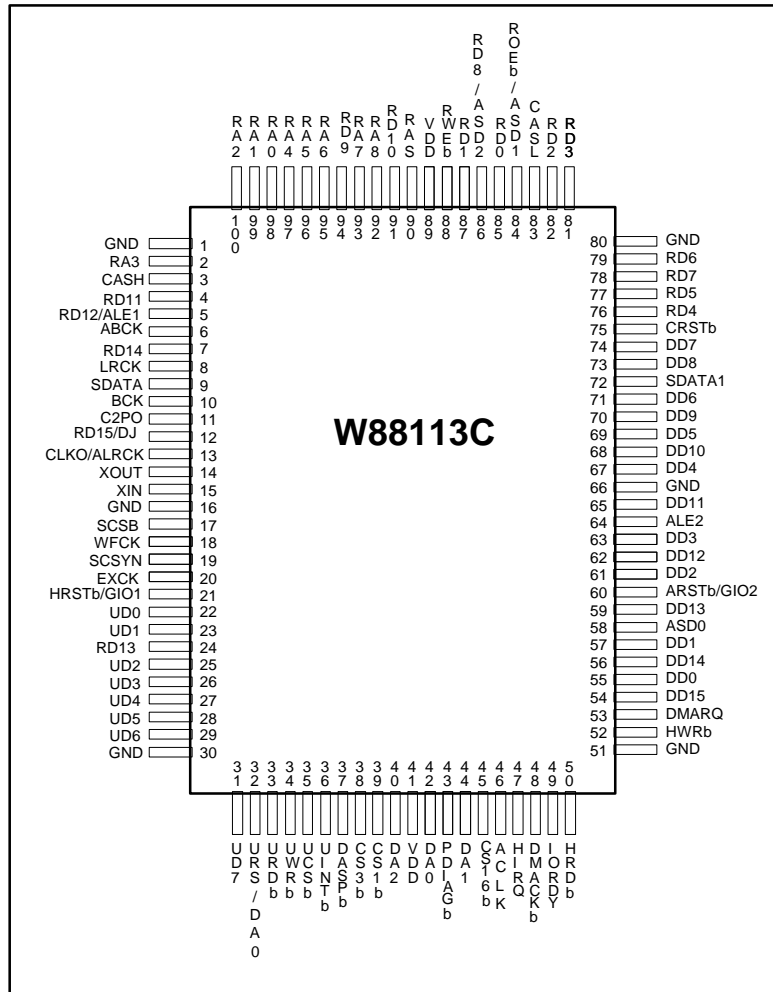 RA2 RA1 RA0 RA4 RA5 RA6 RD9 RA7 RA8 RD10 RAS VDD RWEb RD1 RD8/ASD2 RD0 ROEb/ASD1 CASL RD2 RD3
100 99 98 97 96 95 94 93 92 91 90 89 88 87 86 85 84 83 82 81
GND 1
RA3 2
CASH 3
RD11 4
RD12/ALE1 5
ABCK 6
RD14 7
LRCK 8
SDATA 9
BCK 10
C2PO 11
RD15/DJ 12
CLKO/ALRCK 13
XOUT 14
XIN 15
GND 16
SCSB 17
WFCK 18
SCSYN 19
EXCK 20
HRSTb/GIO1 21
UD0 22
UD1 23
RD13 24
UD2 25
UD3 26
UD4 27
UD5 28
UD6 29
GND 30
W88113C
80 GND
79 RD6
78 RD7
77 RD5
76 RD4
75 CRSTb
74 DD7
73 DD8
72 SDATA1
71 DD6
70 DD9
69 DD5
68 DD10
67 DD4
66 GND
65 DD11
64 ALE2
63 DD3
62 DD12
61 DD2
60 ARSTb/GIO2
59 DD13
58 ASD0
57 DD1
56 DD14
55 DD0
54 DD15
53 DMARQ
52 HWRb
51 GND
31 32 33 34 35 36 37 38 39 40 41 42 43 44 45 46 47 48 49 50
UD7 URS/DA0 URDb UWRb UCSb UINTb DASPb CS3b CS1b DA2 VDD DA0 PDIAGb DA1 CS16b ACLK HIRQ DMACKb IORDY HRDb